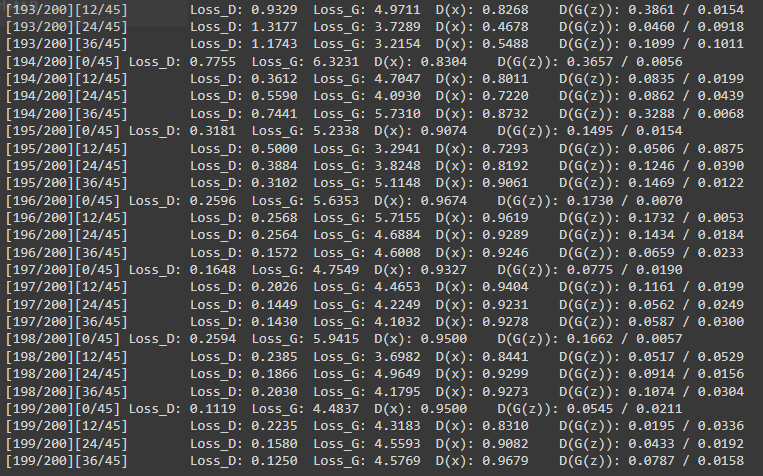 [193/200][12/45] Loss_D: 0.9329 Loss_G: 4.9711 D(x): 0.8268 D(G(z)): 0.3861 / 0.0154
[193/200][24/45] Loss_D: 1.3177 Loss_G: 3.7289 D(x): 0.4678 D(G(z)): 0.0460 / 0.0918
[193/200][36/45] Loss_D: 1.1743 Loss_G: 3.2154 D(x): 0.5488 D(G(z)): 0.1099 / 0.1011
[194/200][0/45] Loss_D: 0.7755 Loss_G: 6.3231 D(x): 0.8304 D(G(z)): 0.3657 / 0.0056
[194/200][12/45] Loss_D: 0.3612 Loss_G: 4.7047 D(x): 0.8011 D(G(z)): 0.0835 / 0.0199
[194/200][24/45] Loss_D: 0.5590 Loss_G: 4.0930 D(x): 0.7220 D(G(z)): 0.0862 / 0.0439
[194/200][36/45] Loss_D: 0.7441 Loss_G: 5.7310 D(x): 0.8732 D(G(z)): 0.3288 / 0.0068
[195/200][0/45] Loss_D: 0.3181 Loss_G: 5.2338 D(x): 0.9074 D(G(z)): 0.1495 / 0.0154
[195/200][12/45] Loss_D: 0.5000 Loss_G: 3.2941 D(x): 0.7293 D(G(z)): 0.0506 / 0.0875
[195/200][24/45] Loss_D: 0.3884 Loss_G: 3.8248 D(x): 0.8192 D(G(z)): 0.1246 / 0.0390
[195/200][36/45] Loss_D: 0.3102 Loss_G: 5.1148 D(x): 0.9061 D(G(z)): 0.1469 / 0.0122
[196/200][0/45] Loss_D: 0.2596 Loss_G: 5.6353 D(x): 0.9674 D(G(z)): 0.1730 / 0.0070
[196/200][12/45] Loss_D: 0.2568 Loss_G: 5.7155 D(x): 0.9619 D(G(z)): 0.1732 / 0.0053
[196/200][24/45] Loss_D: 0.2564 Loss_G: 4.6884 D(x): 0.9289 D(G(z)): 0.1434 / 0.0184
[196/200][36/45] Loss_D: 0.1572 Loss_G: 4.6008 D(x): 0.9246 D(G(z)): 0.0659 / 0.0233
[197/200][0/45] Loss_D: 0.1648 Loss_G: 4.7549 D(x): 0.9327 D(G(z)): 0.0775 / 0.0190
[197/200][12/45] Loss_D: 0.2026 Loss_G: 4.4653 D(x): 0.9404 D(G(z)): 0.1161 / 0.0199
[197/200][24/45] Loss_D: 0.1449 Loss_G: 4.2249 D(x): 0.9231 D(G(z)): 0.0562 / 0.0249
[197/200][36/45] Loss_D: 0.1430 Loss_G: 4.1032 D(x): 0.9278 D(G(z)): 0.0587 / 0.0300
[198/200][0/45] Loss_D: 0.2594 Loss_G: 5.9415 D(x): 0.9500 D(G(z)): 0.1662 / 0.0057
[198/200][12/45] Loss_D: 0.2385 Loss_G: 3.6982 D(x): 0.8441 D(G(z)): 0.0517 / 0.0529
[198/200][24/45] Loss_D: 0.1866 Loss_G: 4.9649 D(x): 0.9299 D(G(z)): 0.0914 / 0.0156
[198/200][36/45] Loss_D: 0.2030 Loss_G: 4.1795 D(x): 0.9273 D(G(z)): 0.1074 / 0.0304
[199/200][0/45] Loss_D: 0.1119 Loss_G: 4.4837 D(x): 0.9500 D(G(z)): 0.0545 / 0.0211
[199/200][12/45] Loss_D: 0.2235 Loss_G: 4.3183 D(x): 0.8310 D(G(z)): 0.0195 / 0.0336
[199/200][24/45] Loss_D: 0.1580 Loss_G: 4.5593 D(x): 0.9082 D(G(z)): 0.0433 / 0.0192
[199/200][36/45] Loss_D: 0.1250 Loss_G: 4.5769 D(x): 0.9679 D(G(z)): 0.0787 / 0.0158